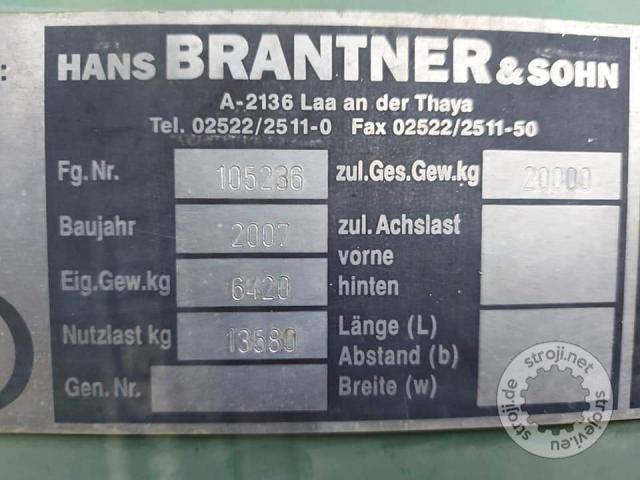 :
HANS BRANTNER & SOHN
A-2136 Laa an der Thaya
Tel. 02522/2511-0 Fax 02522/2511-50
Fg.Nr. 105236 zul.Ges.Gew.kg 20000
Baujahr 2007 zul. Achslast
vorne
Eig.Gew.kg 6420 hinten
Nutzlast kg 13580 Länge (L)
Abstand (b)
Gen.Nr. Breite (w)
stroji.net
stroji.de
strojevi.eu